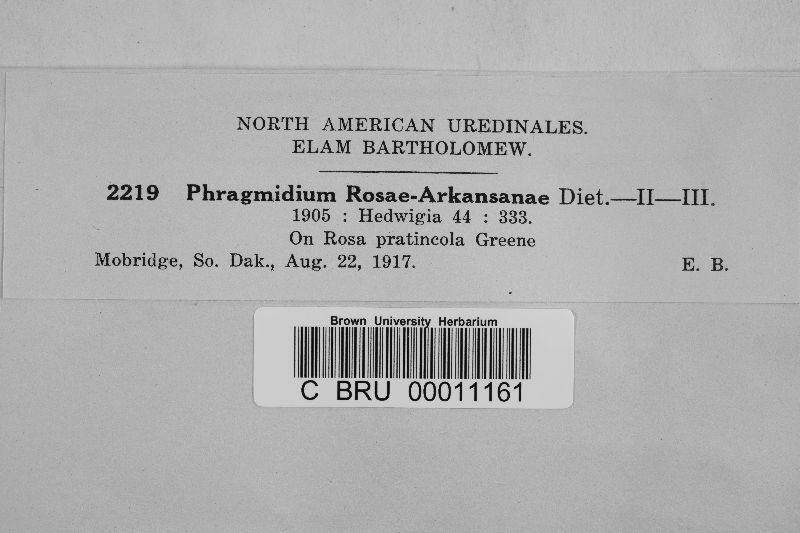 NORTH AMERICAN UREDINALES.
ELAM BARTHOLOMEW.
2219 Phragmidium Rosae-Arkansanae Diet.—II—III.
1905 : Hedwigia 44 : 333.
On Rosa pratincola Greene
Mobridge, So. Dak., Aug. 22, 1917. E. B.
Brown University Herbarium
C BRU 00011161